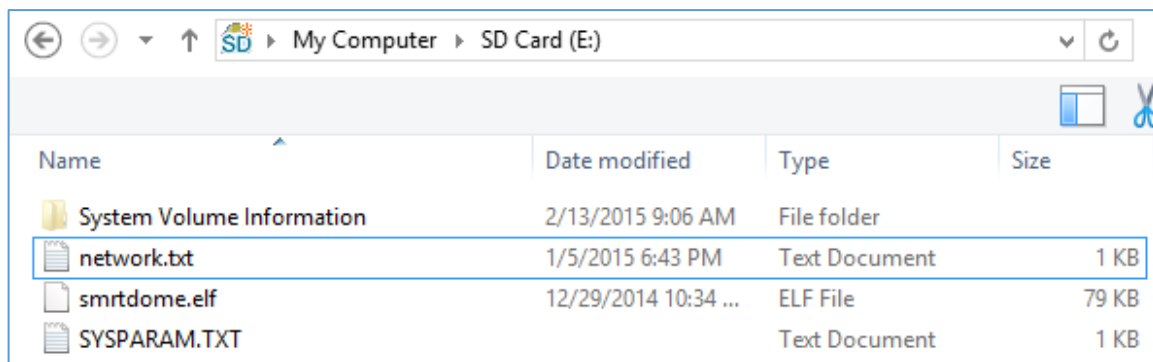 SD My Computer SD Card (E:)
Name Date modified Type Size
System Volume Information 2/13/2015 9:06 AM File folder
network.txt 1/5/2015 6:43 PM Text Document 1 KB
smrtdome.elf 12/29/2014 10:34 ... ELF File 79 KB
SYSPARAM.TXT Text Document 1 KB